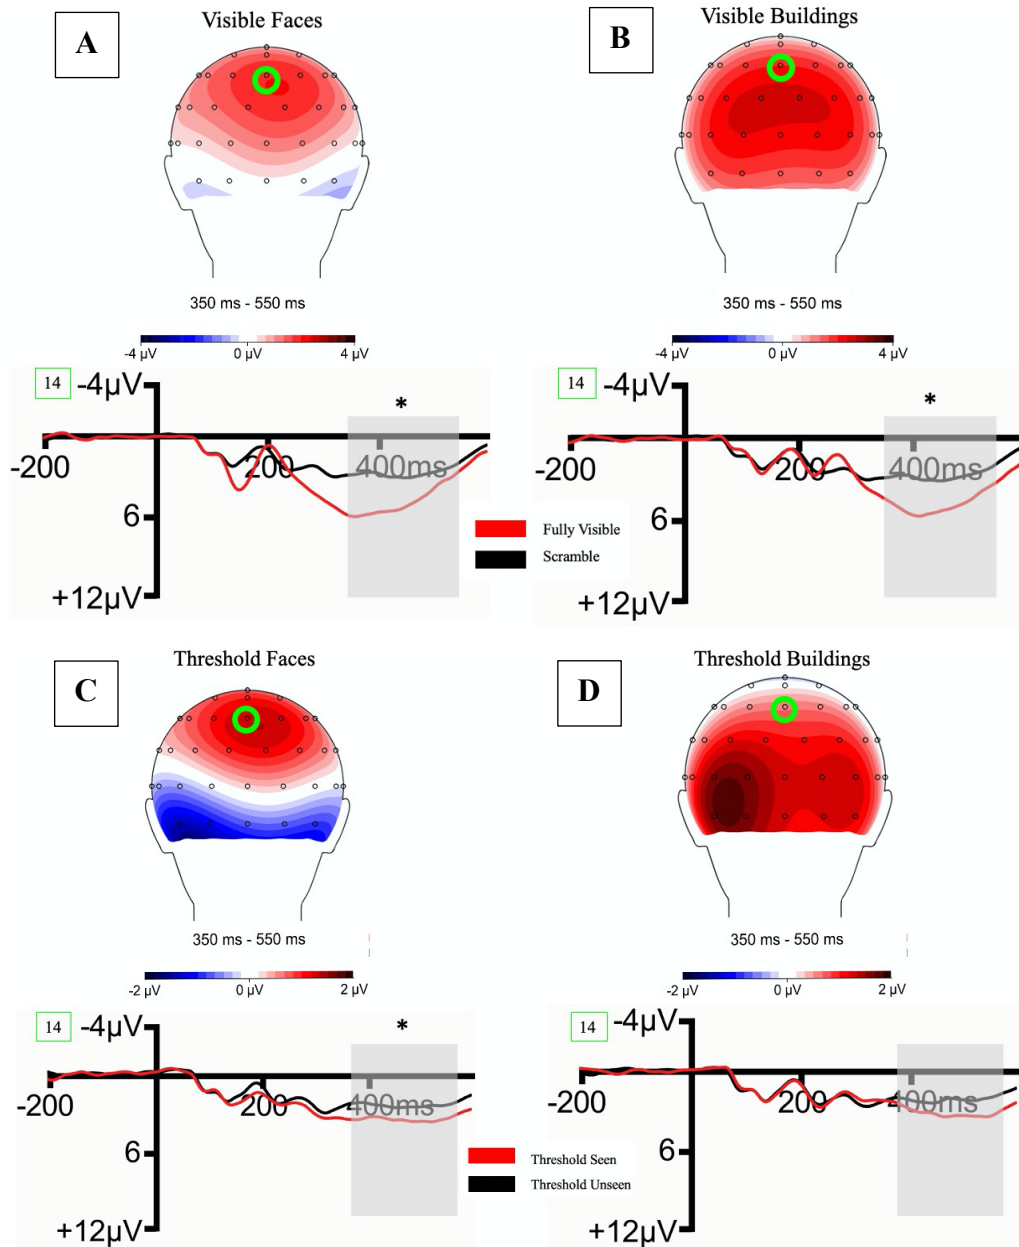 A
Visible Faces
350 ms - 550 ms
-4 µV 0 µV 4 µV
14
-4µV
*
-200
200
400ms
6
+12µV
B
Visible Buildings
350 ms - 550 ms
-4 µV 0 µV 4 µV
14
-4µV
*
-200
200
400ms
6
+12µV
Fully Visible
Scramble
C
Threshold Faces
350 ms - 550 ms
-2 µV 0 µV 2 µV
14
-4µV
*
-200
200
400ms
6
+12µV
D
Threshold Buildings
350 ms - 550 ms
-2 µV 0 µV 2 µV
14
-4µV
-200
200
400ms
6
+12µV
Threshold Seen
Threshold Unseen